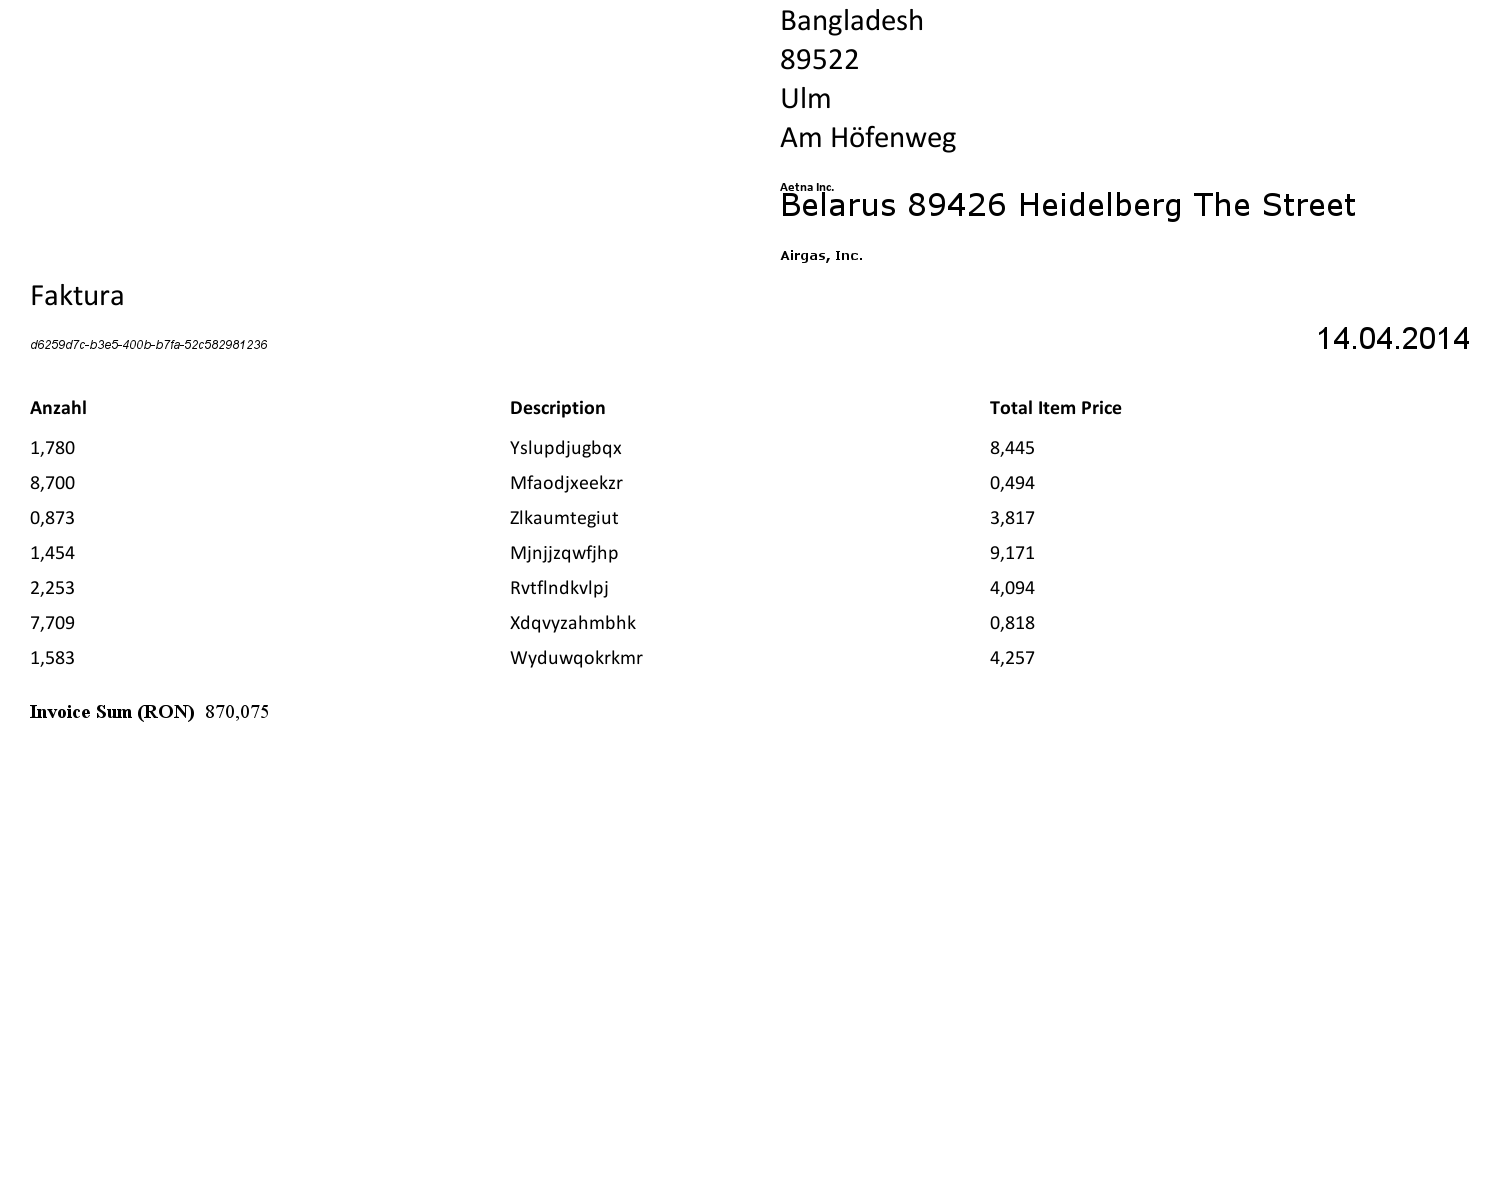 Bangladesh
89522
Ulm
Am Höfenweg
Aetna Inc.
Belarus 89426 Heidelberg The Street
Airgas, Inc.
Faktura
d6259d7c-b3e5-400b-b7fa-52c582981236 14.04.2014
Anzahl Description Total Item Price
1,780 Yslupdjugbqx 8,445
8,700 Mfaodjxeekzr 0,494
0,873 Zlkaumtegiut 3,817
1,454 Mjnjjzqwfjhp 9,171
2,253 Rvtflndkvlpj 4,094
7,709 Xdqvyzahmbhk 0,818
1,583 Wyduwqokrkmr 4,257
Invoice Sum (RON) 870,075